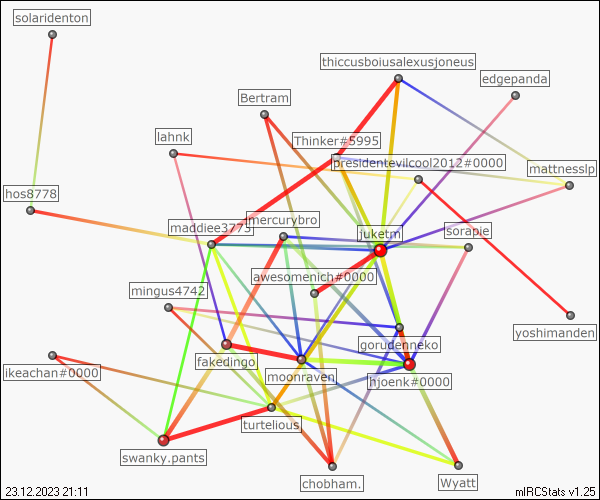 solaridenton
thiccusboiusalexusjoneus
edgepanda
Bertram
lahnk
Thinker#5995
presidentevilcool2012#0000
mattnesslp
hos8778
maddiee3773
mercurybro
juketm
Sorapie
awesomenich#0000
mingus4742
yoshimanden
gorudenneko
fakedingo
moonraven
hjoenk#0000
ikeachan#0000
turtelious
swanky.pants
chobham.
Wyatt
23.12.2023 21:11
mIRCStats v1.25